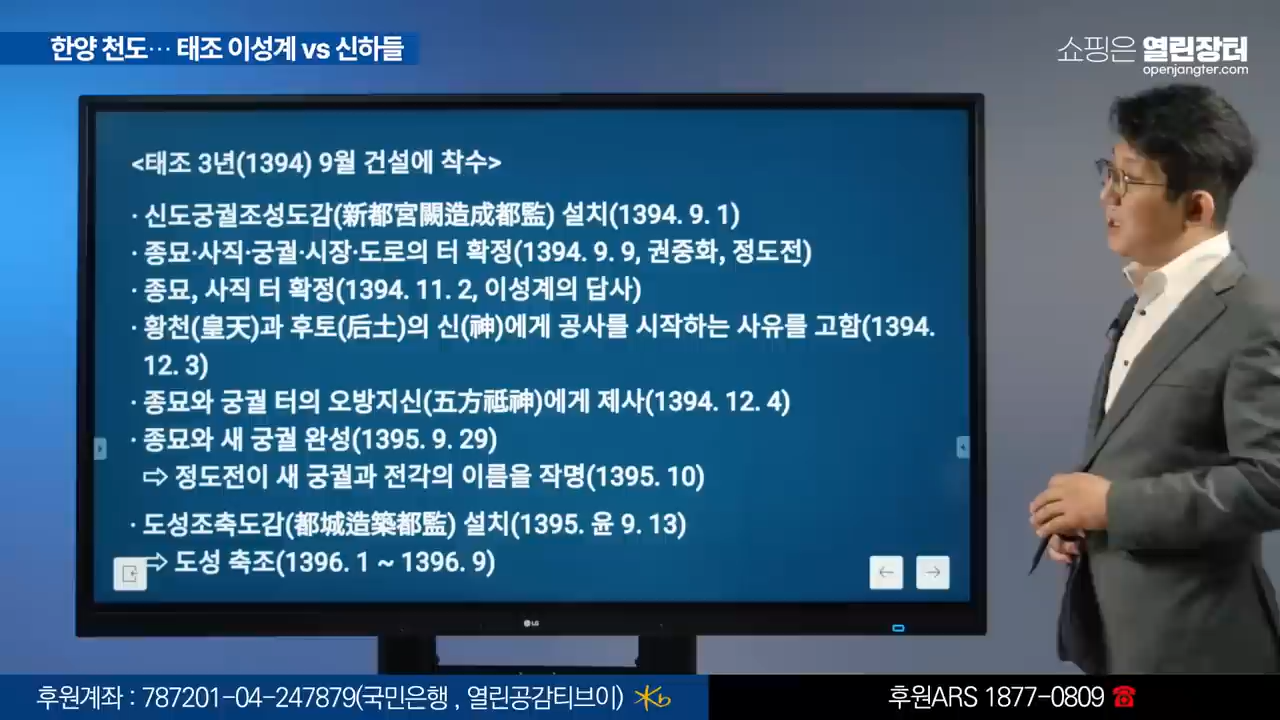 한양 천도… 태조 이성계 vs 신하들
쇼핑은 열린장터
openjangter.com
<태조 3년(1394) 9월 건설에 착수>
· 신도궁궐조성도감(新都宮闕造成都監) 설치(1394. 9. 1)
· 종묘·사직·궁궐·시장·도로의 터 확정(1394. 9. 9, 권중화, 정도전)
· 종묘, 사직 터 확정(1394. 11. 2, 이성계의 답사)
· 황천(皇天)과 후토(后土)의 신(神)에게 공사를 시작하는 사유를 고함(1394.
12. 3)
· 종묘와 궁궐 터의 오방지신(五方祗神)에게 제사(1394. 12. 4)
· 종묘와 새 궁궐 완성(1395. 9. 29)
⇨ 정도전이 새 궁궐과 전각의 이름을 작명(1395. 10)
· 도성조축도감(都城造築都監) 설치(1395. 윤 9. 13)
⇨ 도성 축조(1396. 1 ~ 1396. 9)
LG
후원계좌 : 787201-04-247879(국민은행 , 열린공감티브이)
후원ARS 1877-0809